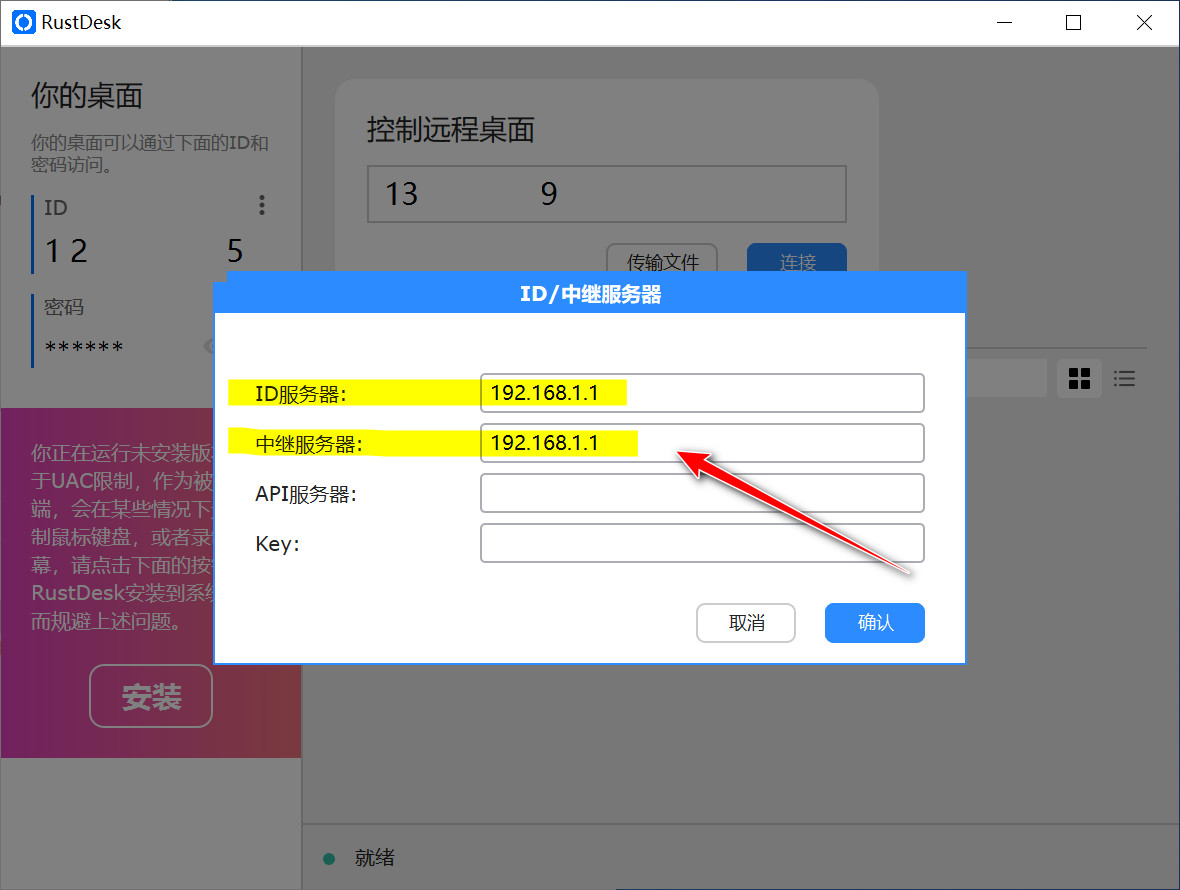 RustDesk
你的桌面
你的桌面可以通过下面的ID和
密码访问。
ID
1 2 5
密码
******
你正在运行未安装版
于UAC限制，作为被
端，会在某些情况下
制鼠标键盘，或者录
幕，请点击下面的按
RustDesk安装到系
而规避上述问题。
安装
控制远程桌面
13 9
传输文件
连接
ID/中继服务器
ID服务器:
192.168.1.1
中继服务器:
192.168.1.1
API服务器:
Key:
取消
确认
就绪